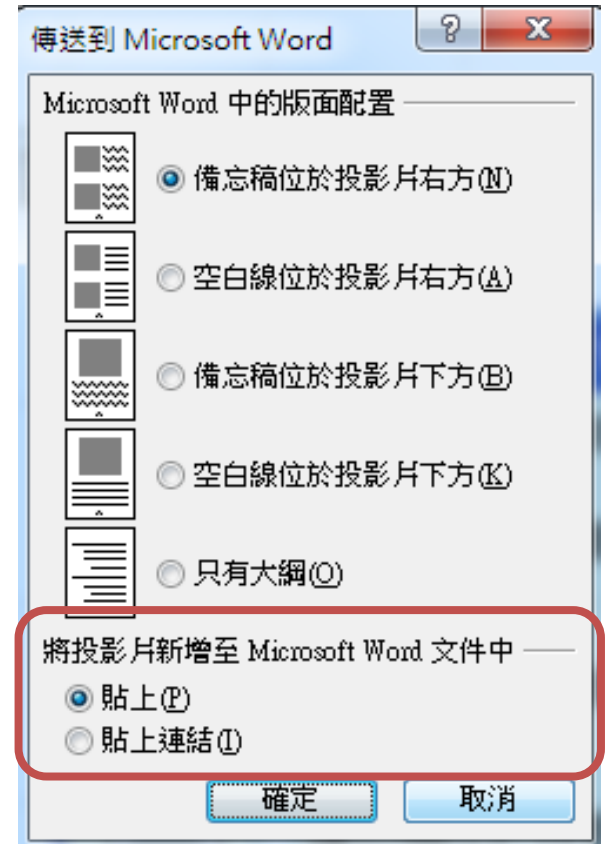 傳送到 Microsoft Word
Microsoft Word 中的版面配置
備忘稿位於投影片右方(N)
空白線位於投影片右方(A)
備忘稿位於投影片下方(B)
空白線位於投影片下方(K)
只有大綱(O)
將投影片新增至 Microsoft Word 文件中
貼上(P)
貼上連結(I)
確定 取消